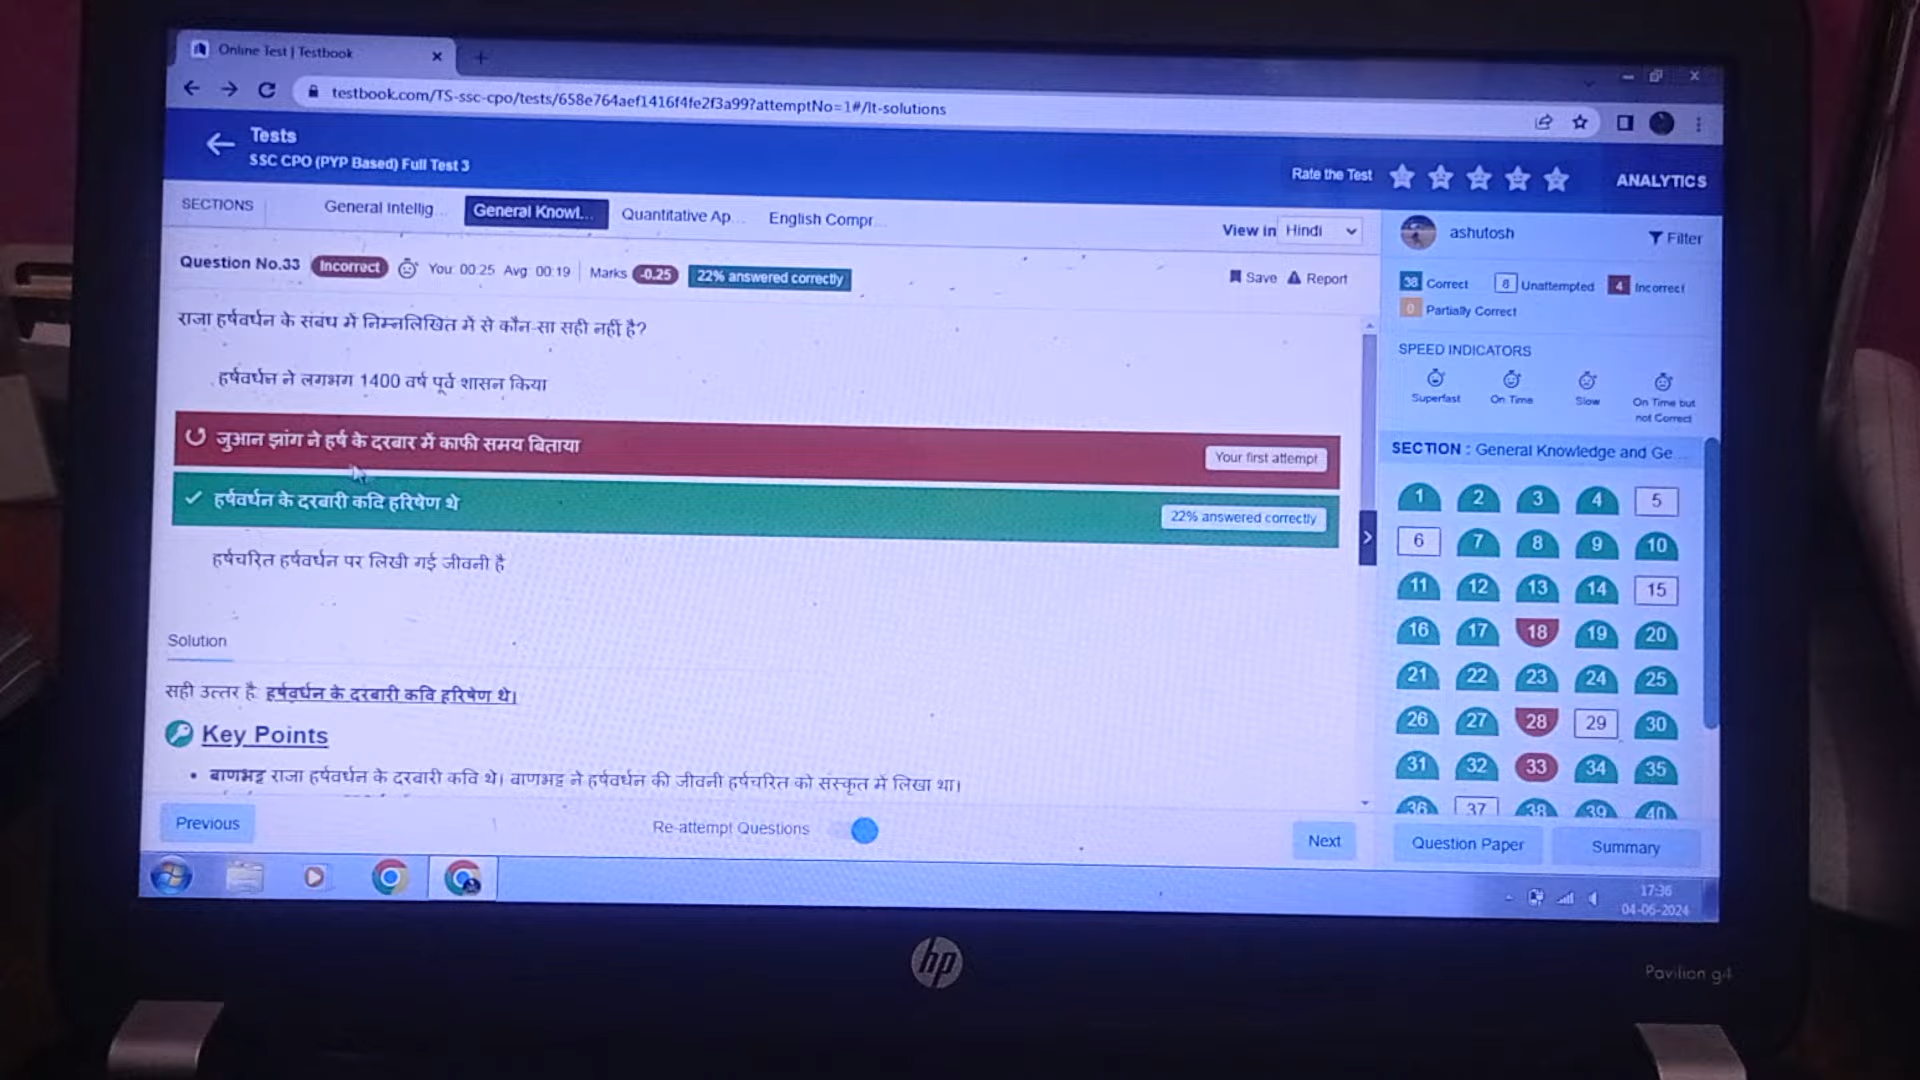 Online Test | Testbook
testbook.com/TS-ssc-cpo/tests/658e764aef1416f4fe2f3a99?attemptNo=1#/lt-solutions
Tests
SSC CPO (PYP Based) Full Test 3
Rate the Test
ANALYTICS
SECTIONS General Intellig... General Knowl... Quantitative Ap... English Compr...
View in Hindi
ashutosh
Filter
Question No.33 Incorrect You: 00:25 Avg: 00:19 Marks -0.25 22% answered correctly
Save Report
38 Correct 8 Unattempted 4 Incorrect
0 Partially Correct
राजा हर्षवर्धन के संबंध में निम्नलिखित में से कौन-सा सही नहीं है?
हर्षवर्धन ने लगभग 1400 वर्ष पूर्व शासन किया
जुआन झांग ने हर्ष के दरबार में काफी समय बिताया
Your first attempt
हर्षवर्धन के दरबारी कवि हरिषेण थे
22% answered correctly
हर्षचरित हर्षवर्धन पर लिखी गई जीवनी है
Solution
सही उत्तर है हर्षवर्धन के दरबारी कवि हरिषेण थे।
Key Points
• बाणभट्ट राजा हर्षवर्धन के दरबारी कवि थे। बाणभट्ट ने हर्षवर्धन की जीवनी हर्षचरित को संस्कृत में लिखा था।
Previous
Re-attempt Questions
Next
SPEED INDICATORS
Superfast On Time Slow On Time but
not Correct
SECTION : General Knowledge and Ge...
1 2 3 4 5
6 7 8 9 10
11 12 13 14 15
16 17 18 19 20
21 22 23 24 25
26 27 28 29 30
31 32 33 34 35
36 37 38 39 40
Question Paper Summary
17:36
04-06-2024
hp
Pavilion g4